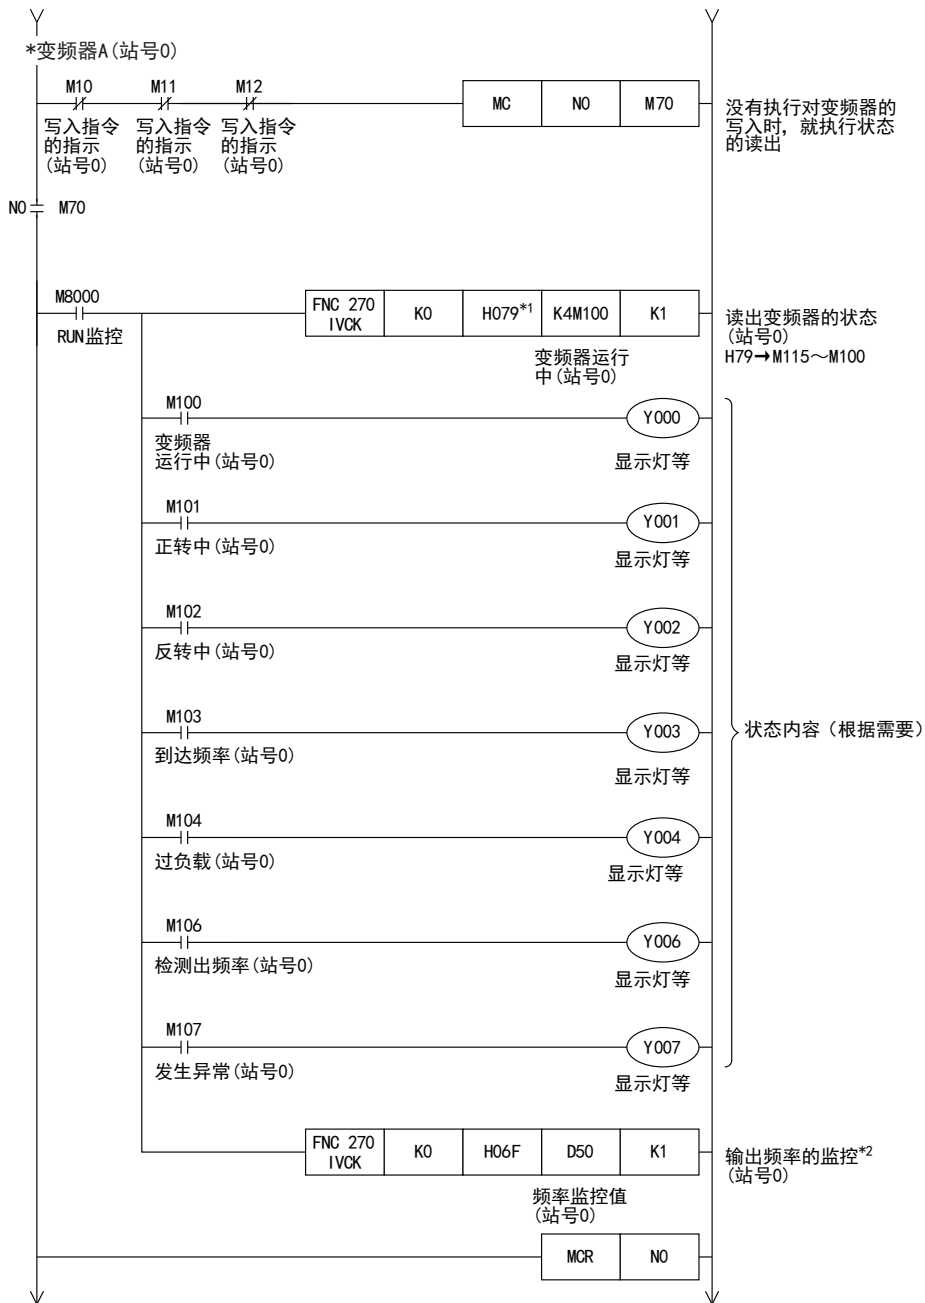 *变频器A(站号0)
M10 M11 M12
MC N0 M70
写入指令 写入指令 写入指令
的指示 的指示 的指示
(站号0) (站号0) (站号0)
没有执行对变频器的
写入时, 就执行状态
的读出
N0 M70
M8000
RUN监控
FNC 270
IVCK
K0 H079*1 K4M100 K1
变频器运行
中(站号0)
读出变频器的状态
(站号0)
H79→M115~M100
M100
Y000
变频器
运行中(站号0)
显示灯等
M101
Y001
正转中(站号0)
显示灯等
M102
Y002
反转中(站号0)
显示灯等
M103
Y003
到达频率(站号0)
显示灯等
状态内容（根据需要）
M104
Y004
过负载(站号0)
显示灯等
M106
Y006
检测出频率(站号0)
显示灯等
M107
Y007
发生异常(站号0)
显示灯等
FNC 270
IVCK
K0 H06F D50 K1
频率监控值
(站号0)
输出频率的监控*2
(站号0)
MCR N0